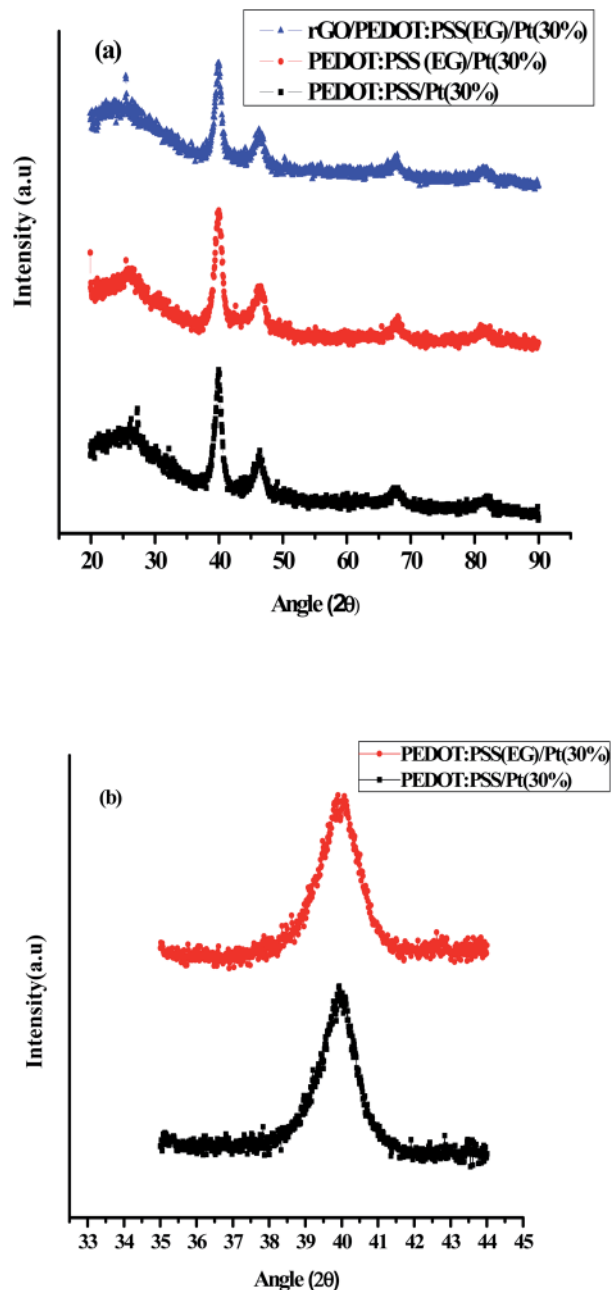 (a)
rGO/PEDOT:PSS(EG)/Pt(30%)
PEDOT:PSS (EG)/Pt(30%)
PEDOT:PSS/Pt(30%)
Intensity (a.u)
20 30 40 50 60 70 80 90
Angle (2θ)
(b)
PEDOT:PSS(EG)/Pt(30%)
PEDOT:PSS/Pt(30%)
Intensity(a.u)
33 34 35 36 37 38 39 40 41 42 43 44 45
Angle (2θ)